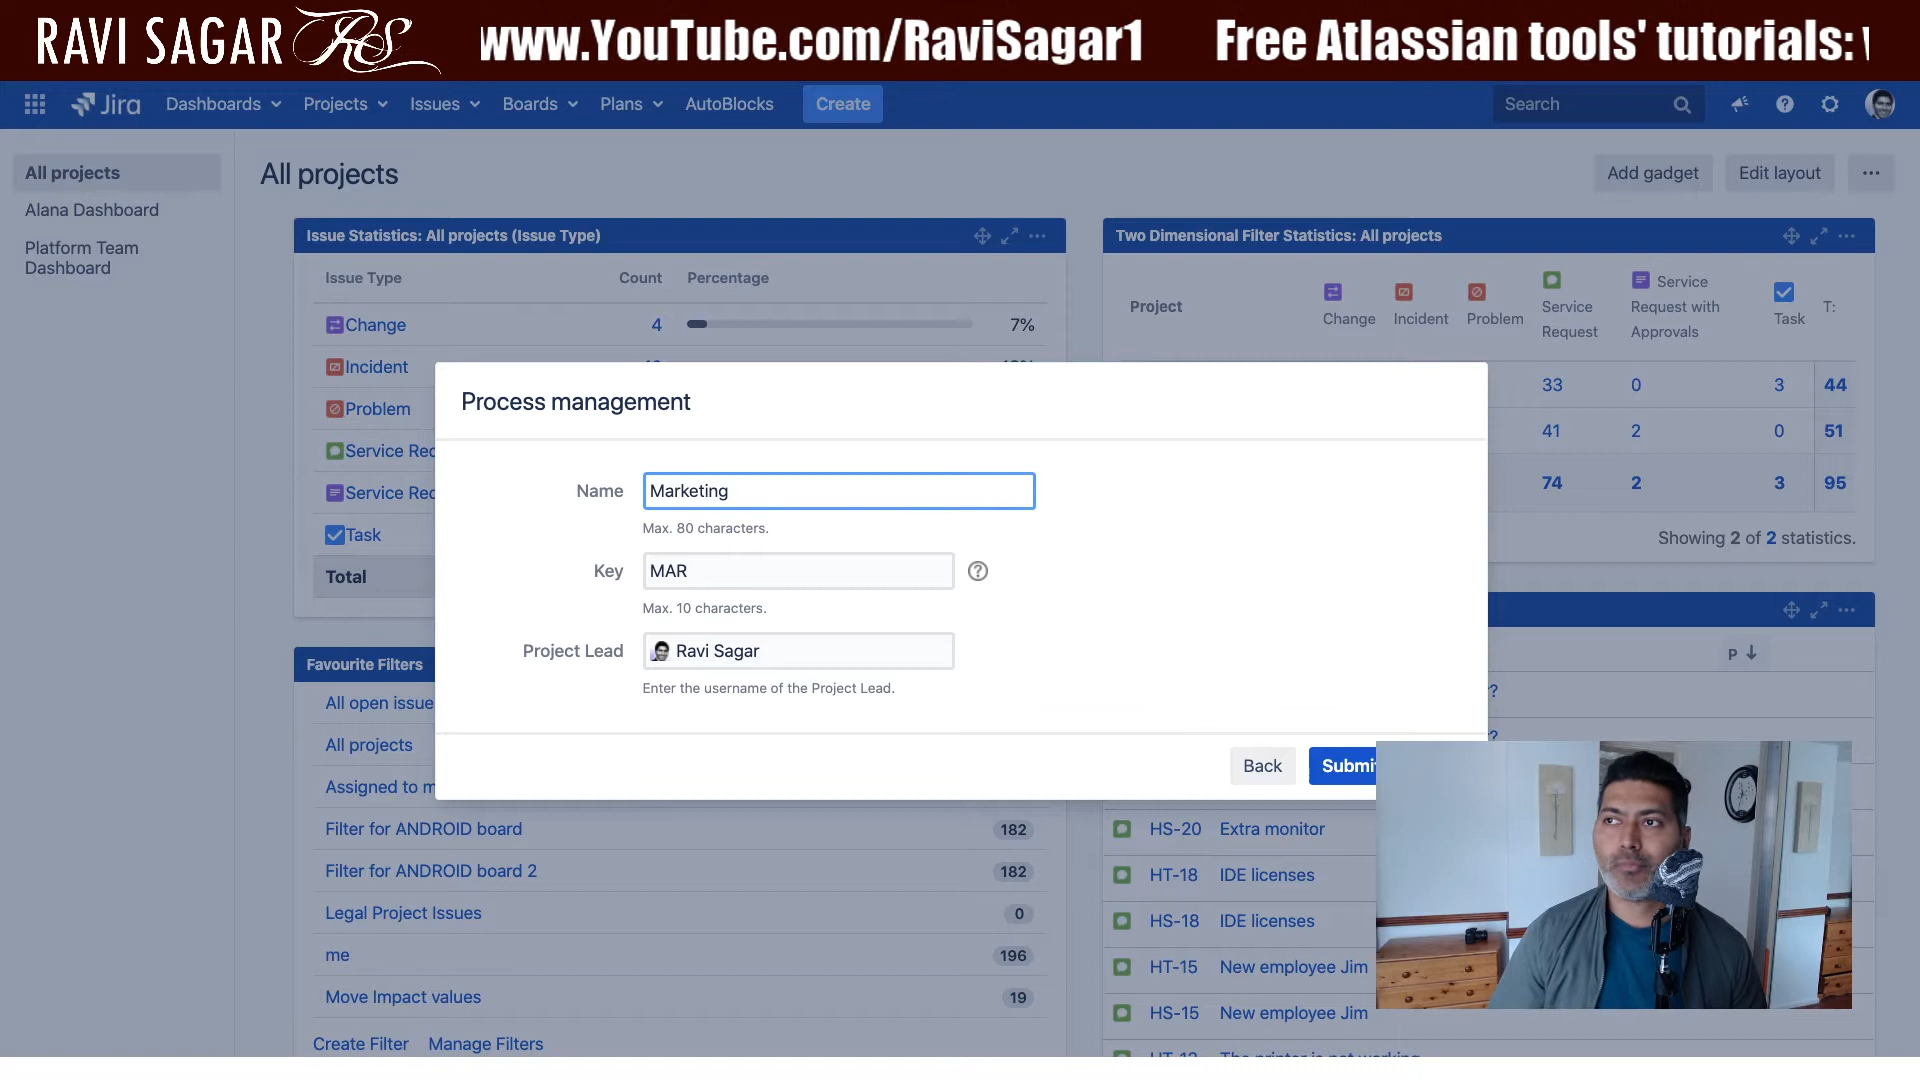 RAVI SAGAR RS
www.YouTube.com/RaviSagar1 Free Atlassian tools' tutorials:
Jira Dashboards Projects Issues Boards Plans AutoBlocks Create Search
All projects
Alana Dashboard
Platform Team
Dashboard
All projects
Add gadget Edit layout
Issue Statistics: All projects (Issue Type)
Issue Type Count Percentage
Change 4 7%
Incident
Problem
Service Rec
Service Rec
Task
Total
Two Dimensional Filter Statistics: All projects
Project Change Incident Problem Service Request Service Request with Approvals Task T:
33 0 3 44
41 2 0 51
74 2 3 95
Showing 2 of 2 statistics.
Process management
Name Marketing
Max. 80 characters.
Key MAR
Max. 10 characters.
Project Lead Ravi Sagar
Enter the username of the Project Lead.
Back Submit
Favourite Filters
All open issue
All projects
Assigned to m
Filter for ANDROID board 182
Filter for ANDROID board 2 182
Legal Project Issues 0
me 196
Move Impact values 19
Create Filter Manage Filters
P
?
?
HS-20 Extra monitor
HT-18 IDE licenses
HS-18 IDE licenses
HT-15 New employee Jim
HS-15 New employee Jim